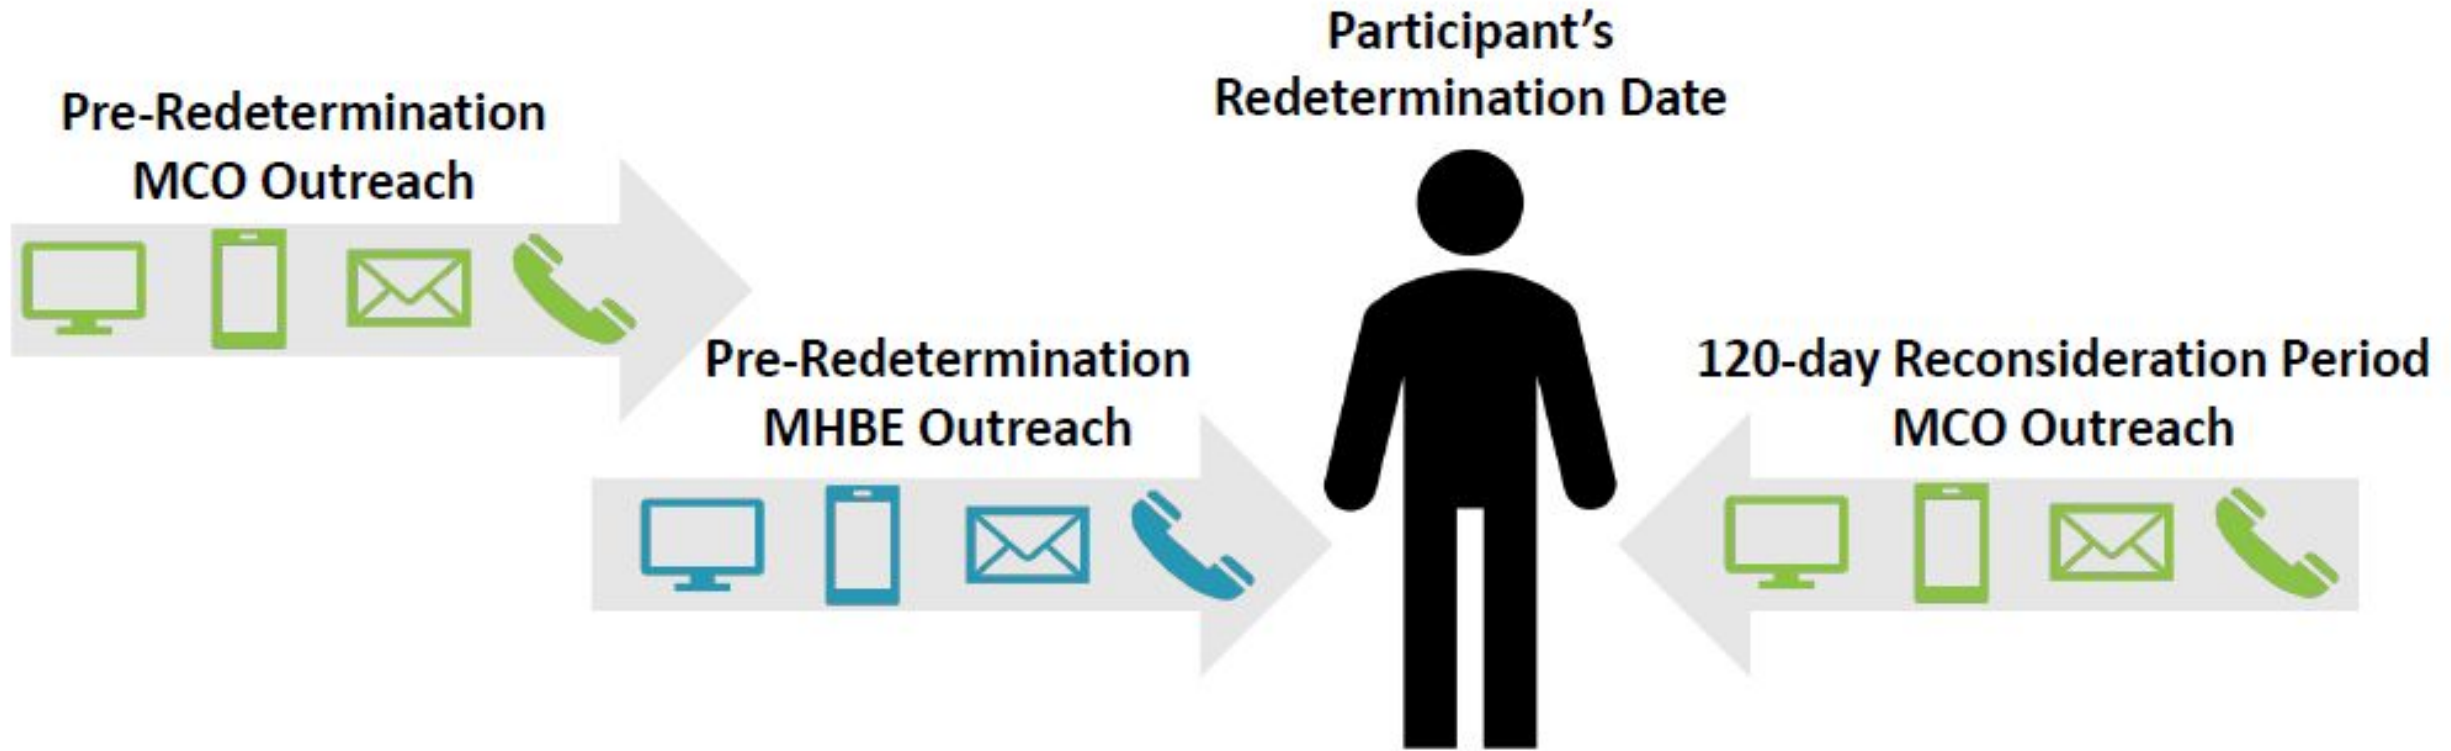 Pre-Redetermination
MCO Outreach
Pre-Redetermination
MHBE Outreach
Participant’s
Redetermination Date
120-day Reconsideration Period
MCO Outreach